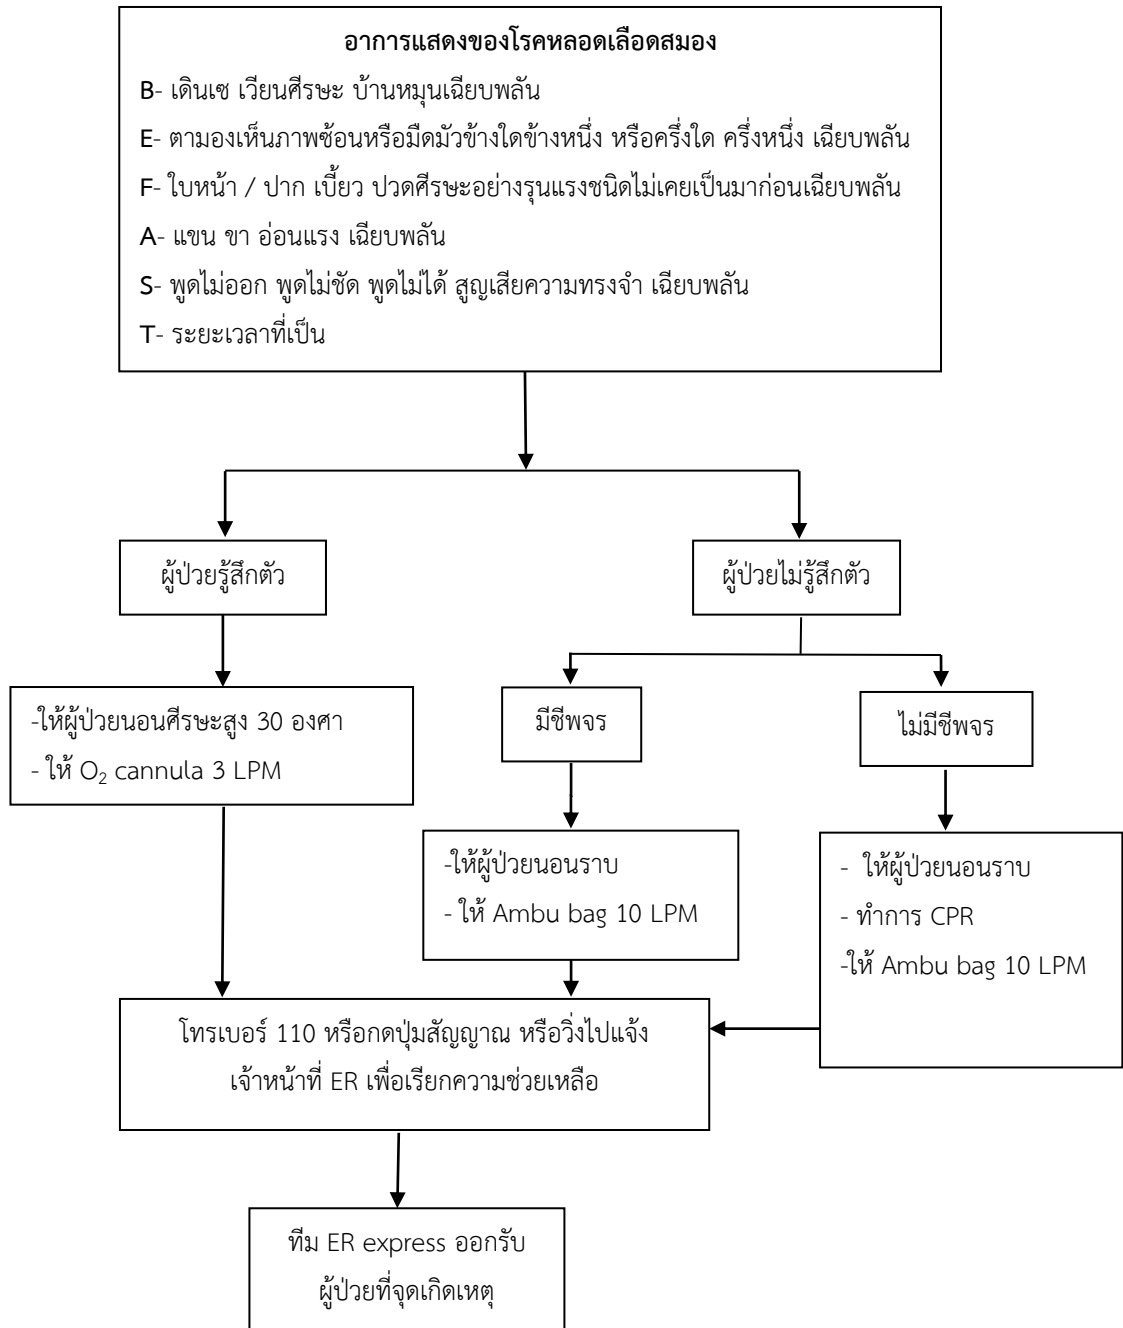 อาการแสดงของโรคหลอดเลือดสมอง
B- เดินเซ เวียนศีรษะ บ้านหมุนเฉียบพลัน
E- ตามองเห็นภาพซ้อนหรือมืดมัวข้างใดข้างหนึ่ง หรือครึ่งใด ครึ่งหนึ่ง เฉียบพลัน
F- ใบหน้า / ปาก เบี้ยว ปวดศีรษะอย่างรุนแรงชนิดไม่เคยเป็นมาก่อนเฉียบพลัน
A- แขน ขา อ่อนแรง เฉียบพลัน
S- พูดไม่ออก พูดไม่ชัด พูดไม่ได้ สูญเสียความทรงจำ เฉียบพลัน
T- ระยะเวลาที่เป็น
ผู้ป่วยรู้สึกตัว
ผู้ป่วยไม่รู้สึกตัว
-ให้ผู้ป่วยนอนศีรษะสูง 30 องศา
- ให้ O₂ cannula 3 LPM
มีชีพจร
ไม่มีชีพจร
-ให้ผู้ป่วยนอนราบ
- ให้ Ambu bag 10 LPM
- ให้ผู้ป่วยนอนราบ
- ทำการ CPR
-ให้ Ambu bag 10 LPM
โทรเบอร์ 110 หรือกดปุ่มสัญญาณ หรือวิ่งไปแจ้ง
เจ้าหน้าที่ ER เพื่อเรียกความช่วยเหลือ
ทีม ER express ออกรับ
ผู้ป่วยที่จุดเกิดเหตุ